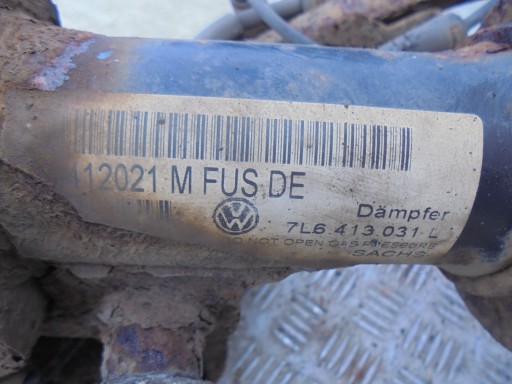 112021 M FUS DE
Dämpfer
7L6 413 031 L
DO NOT OPEN GAS PRESSURE
SACHS